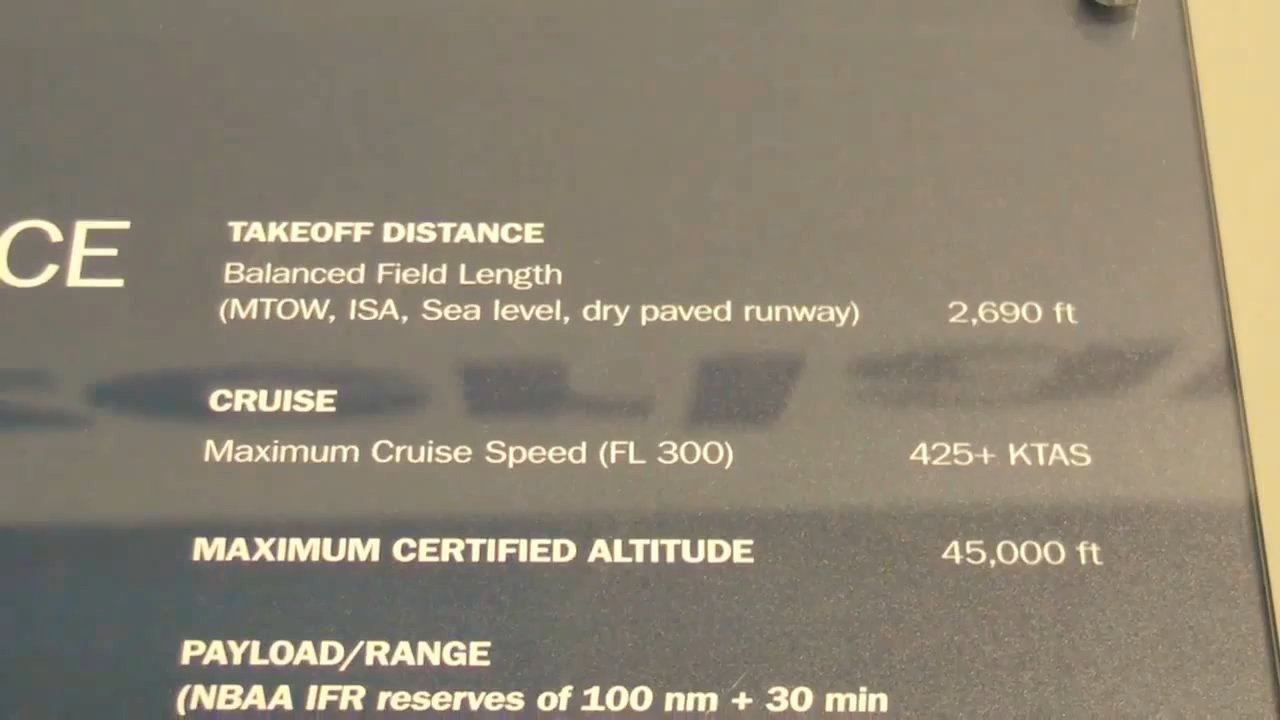 CE
TAKEOFF DISTANCE
Balanced Field Length
(MTOW, ISA, Sea level, dry paved runway) 2,690 ft
CRUISE
Maximum Cruise Speed (FL 300) 425+ KTAS
MAXIMUM CERTIFIED ALTITUDE 45,000 ft
PAYLOAD/RANGE
(NBAA IFR reserves of 100 nm + 30 min